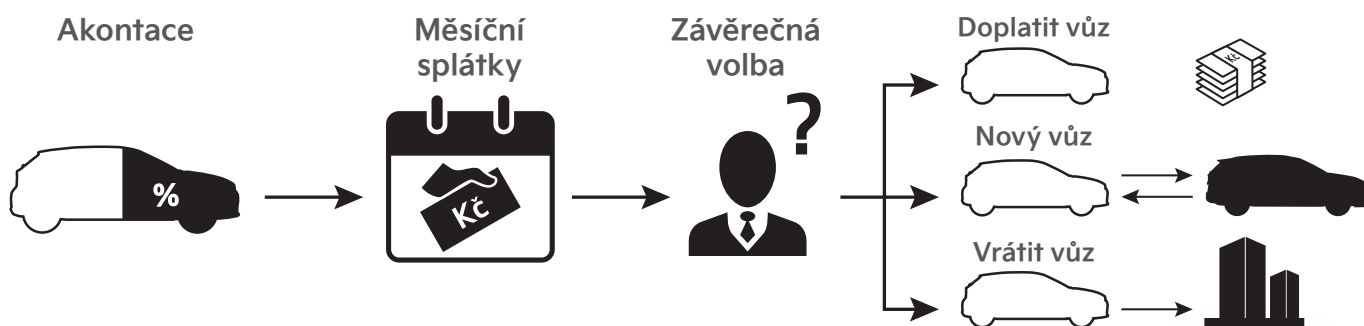 Akontace
Měsíční
splátky
Závěrečná
volba
Doplatit vůz
Kč
Nový vůz
%
Kč
?
Vrátit vůz